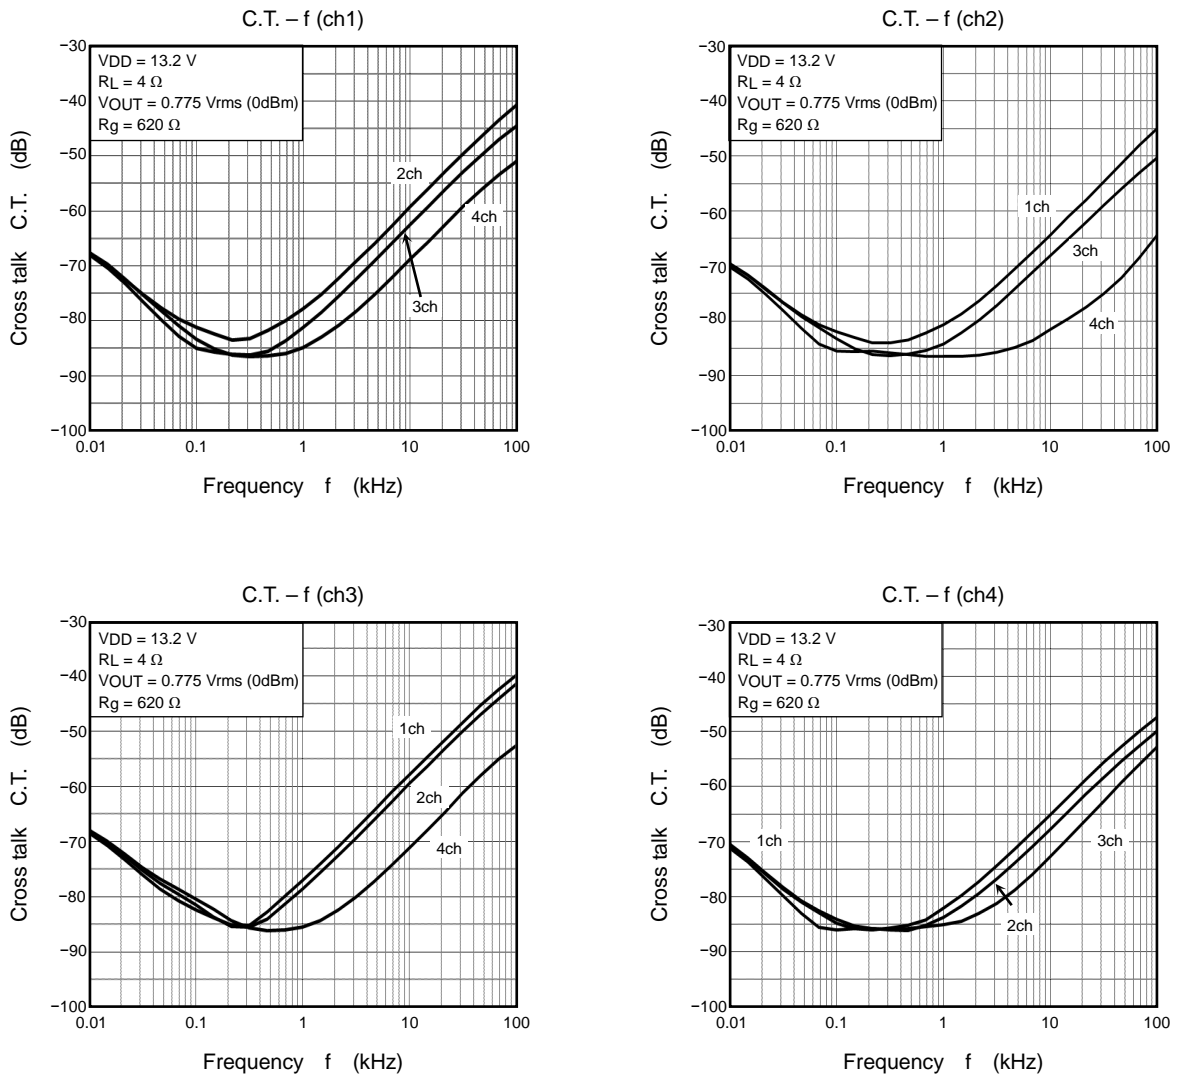 C.T. – f (ch1)
−30
−40
−50
−60
−70
−80
−90
−100
Cross talk C.T. (dB)
VDD = 13.2 V
RL = 4 Ω
VOUT = 0.775 Vrms (0dBm)
Rg = 620 Ω
2ch
4ch
3ch
0.01 0.1 1 10 100
Frequency f (kHz)
C.T. – f (ch2)
−30
−40
−50
−60
−70
−80
−90
−100
Cross talk C.T. (dB)
VDD = 13.2 V
RL = 4 Ω
VOUT = 0.775 Vrms (0dBm)
Rg = 620 Ω
1ch
3ch
4ch
0.01 0.1 1 10 100
Frequency f (kHz)
C.T. – f (ch3)
−30
−40
−50
−60
−70
−80
−90
−100
Cross talk C.T. (dB)
VDD = 13.2 V
RL = 4 Ω
VOUT = 0.775 Vrms (0dBm)
Rg = 620 Ω
1ch
2ch
4ch
0.01 0.1 1 10 100
Frequency f (kHz)
C.T. – f (ch4)
−30
−40
−50
−60
−70
−80
−90
−100
Cross talk C.T. (dB)
VDD = 13.2 V
RL = 4 Ω
VOUT = 0.775 Vrms (0dBm)
Rg = 620 Ω
1ch
3ch
2ch
0.01 0.1 1 10 100
Frequency f (kHz)